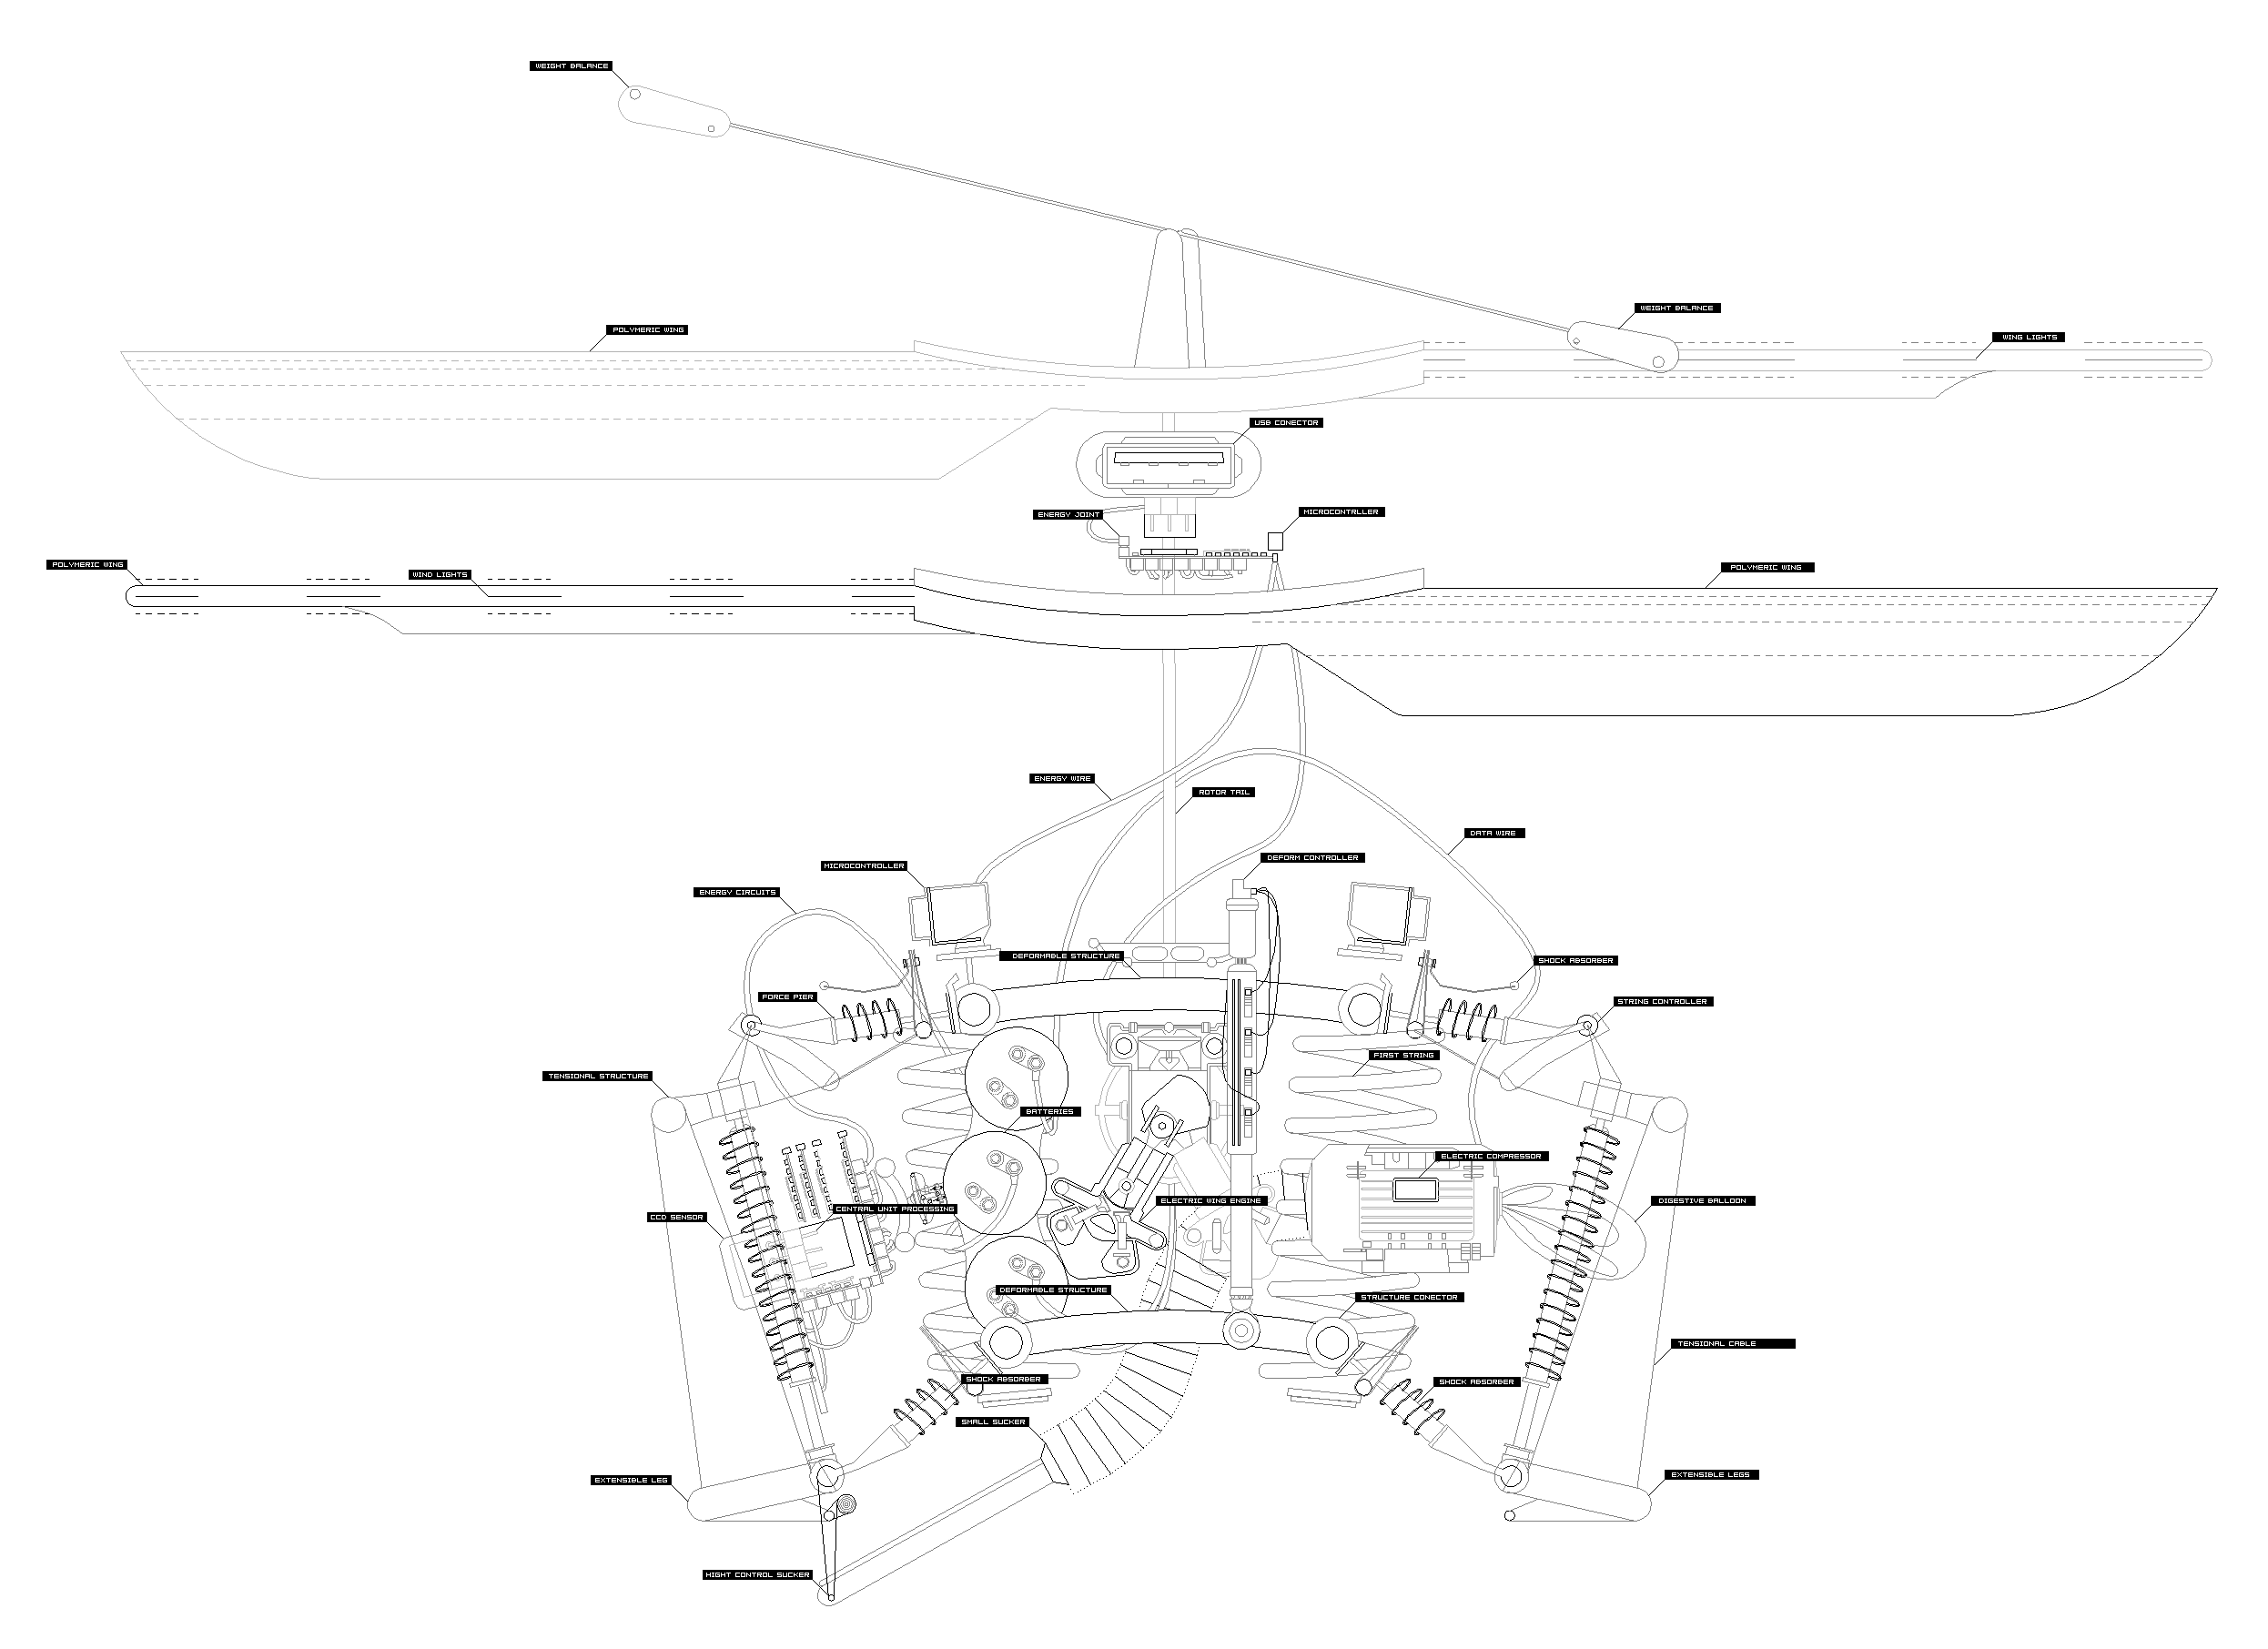 WEIGHT BALANCE
WEIGHT BALANCE
POLYMERIC WING
WING LIGHTS
USB CONECTOR
ENERGY JOINT
MICROCONTRLLER
POLYMERIC WING
WIND LIGHTS
POLYMERIC WING
ENERGY WIRE
ROTOR TAIL
DATA WIRE
DEFORM CONTROLLER
MICROCONTROLLER
ENERGY CIRCUITS
DEFORMABLE STRUCTURE
SHOCK ABSORBER
FORCE PIER
STRING CONTROLLER
FIRST STRING
TENSIONAL STRUCTURE
BATTERIES
ELECTRIC COMPRESSOR
ELECTRIC WING ENGINE
DIGESTIVE BALLOON
CENTRAL UNIT PROCESSING
CCD SENSOR
DEFORMABLE STRUCTURE
STRUCTURE CONECTOR
TENSIONAL CABLE
SHOCK ABSORBER
SHOCK ABSORBER
SMALL SUCKER
EXTENSIBLE LEG
EXTENSIBLE LEGS
HIGHT CONTROL SUCKER